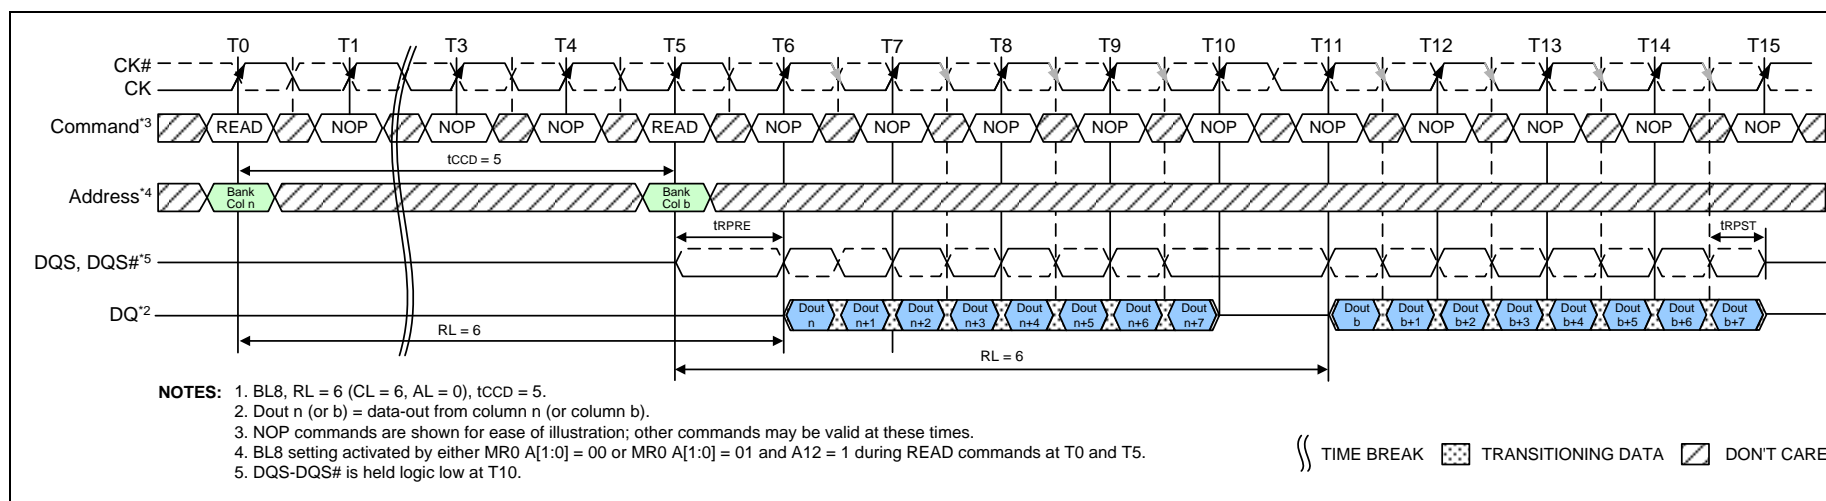 T0 T1 T3 T4 T5 T6 T7 T8 T9 T10 T11 T12 T13 T14 T15
CK#
CK
Command*3 READ NOP NOP NOP READ NOP NOP NOP NOP NOP NOP NOP NOP NOP NOP
tCCD = 5
Address*4 Bank Col n Bank Col b
tRPRE tRPST
DQS, DQS#*5
DQ*2 Dout n Dout n+1 Dout n+2 Dout n+3 Dout n+4 Dout n+5 Dout n+6 Dout n+7 Dout b Dout b+1 Dout b+2 Dout b+3 Dout b+4 Dout b+5 Dout b+6 Dout b+7
RL = 6
RL = 6
NOTES: 1. BL8, RL = 6 (CL = 6, AL = 0), tCCD = 5.
2. Dout n (or b) = data-out from column n (or column b).
3. NOP commands are shown for ease of illustration; other commands may be valid at these times.
4. BL8 setting activated by either MR0 A[1:0] = 00 or MR0 A[1:0] = 01 and A12 = 1 during READ commands at T0 and T5.
5. DQS-DQS# is held logic low at T10.
TIME BREAK TRANSITIONING DATA DON'T CARE